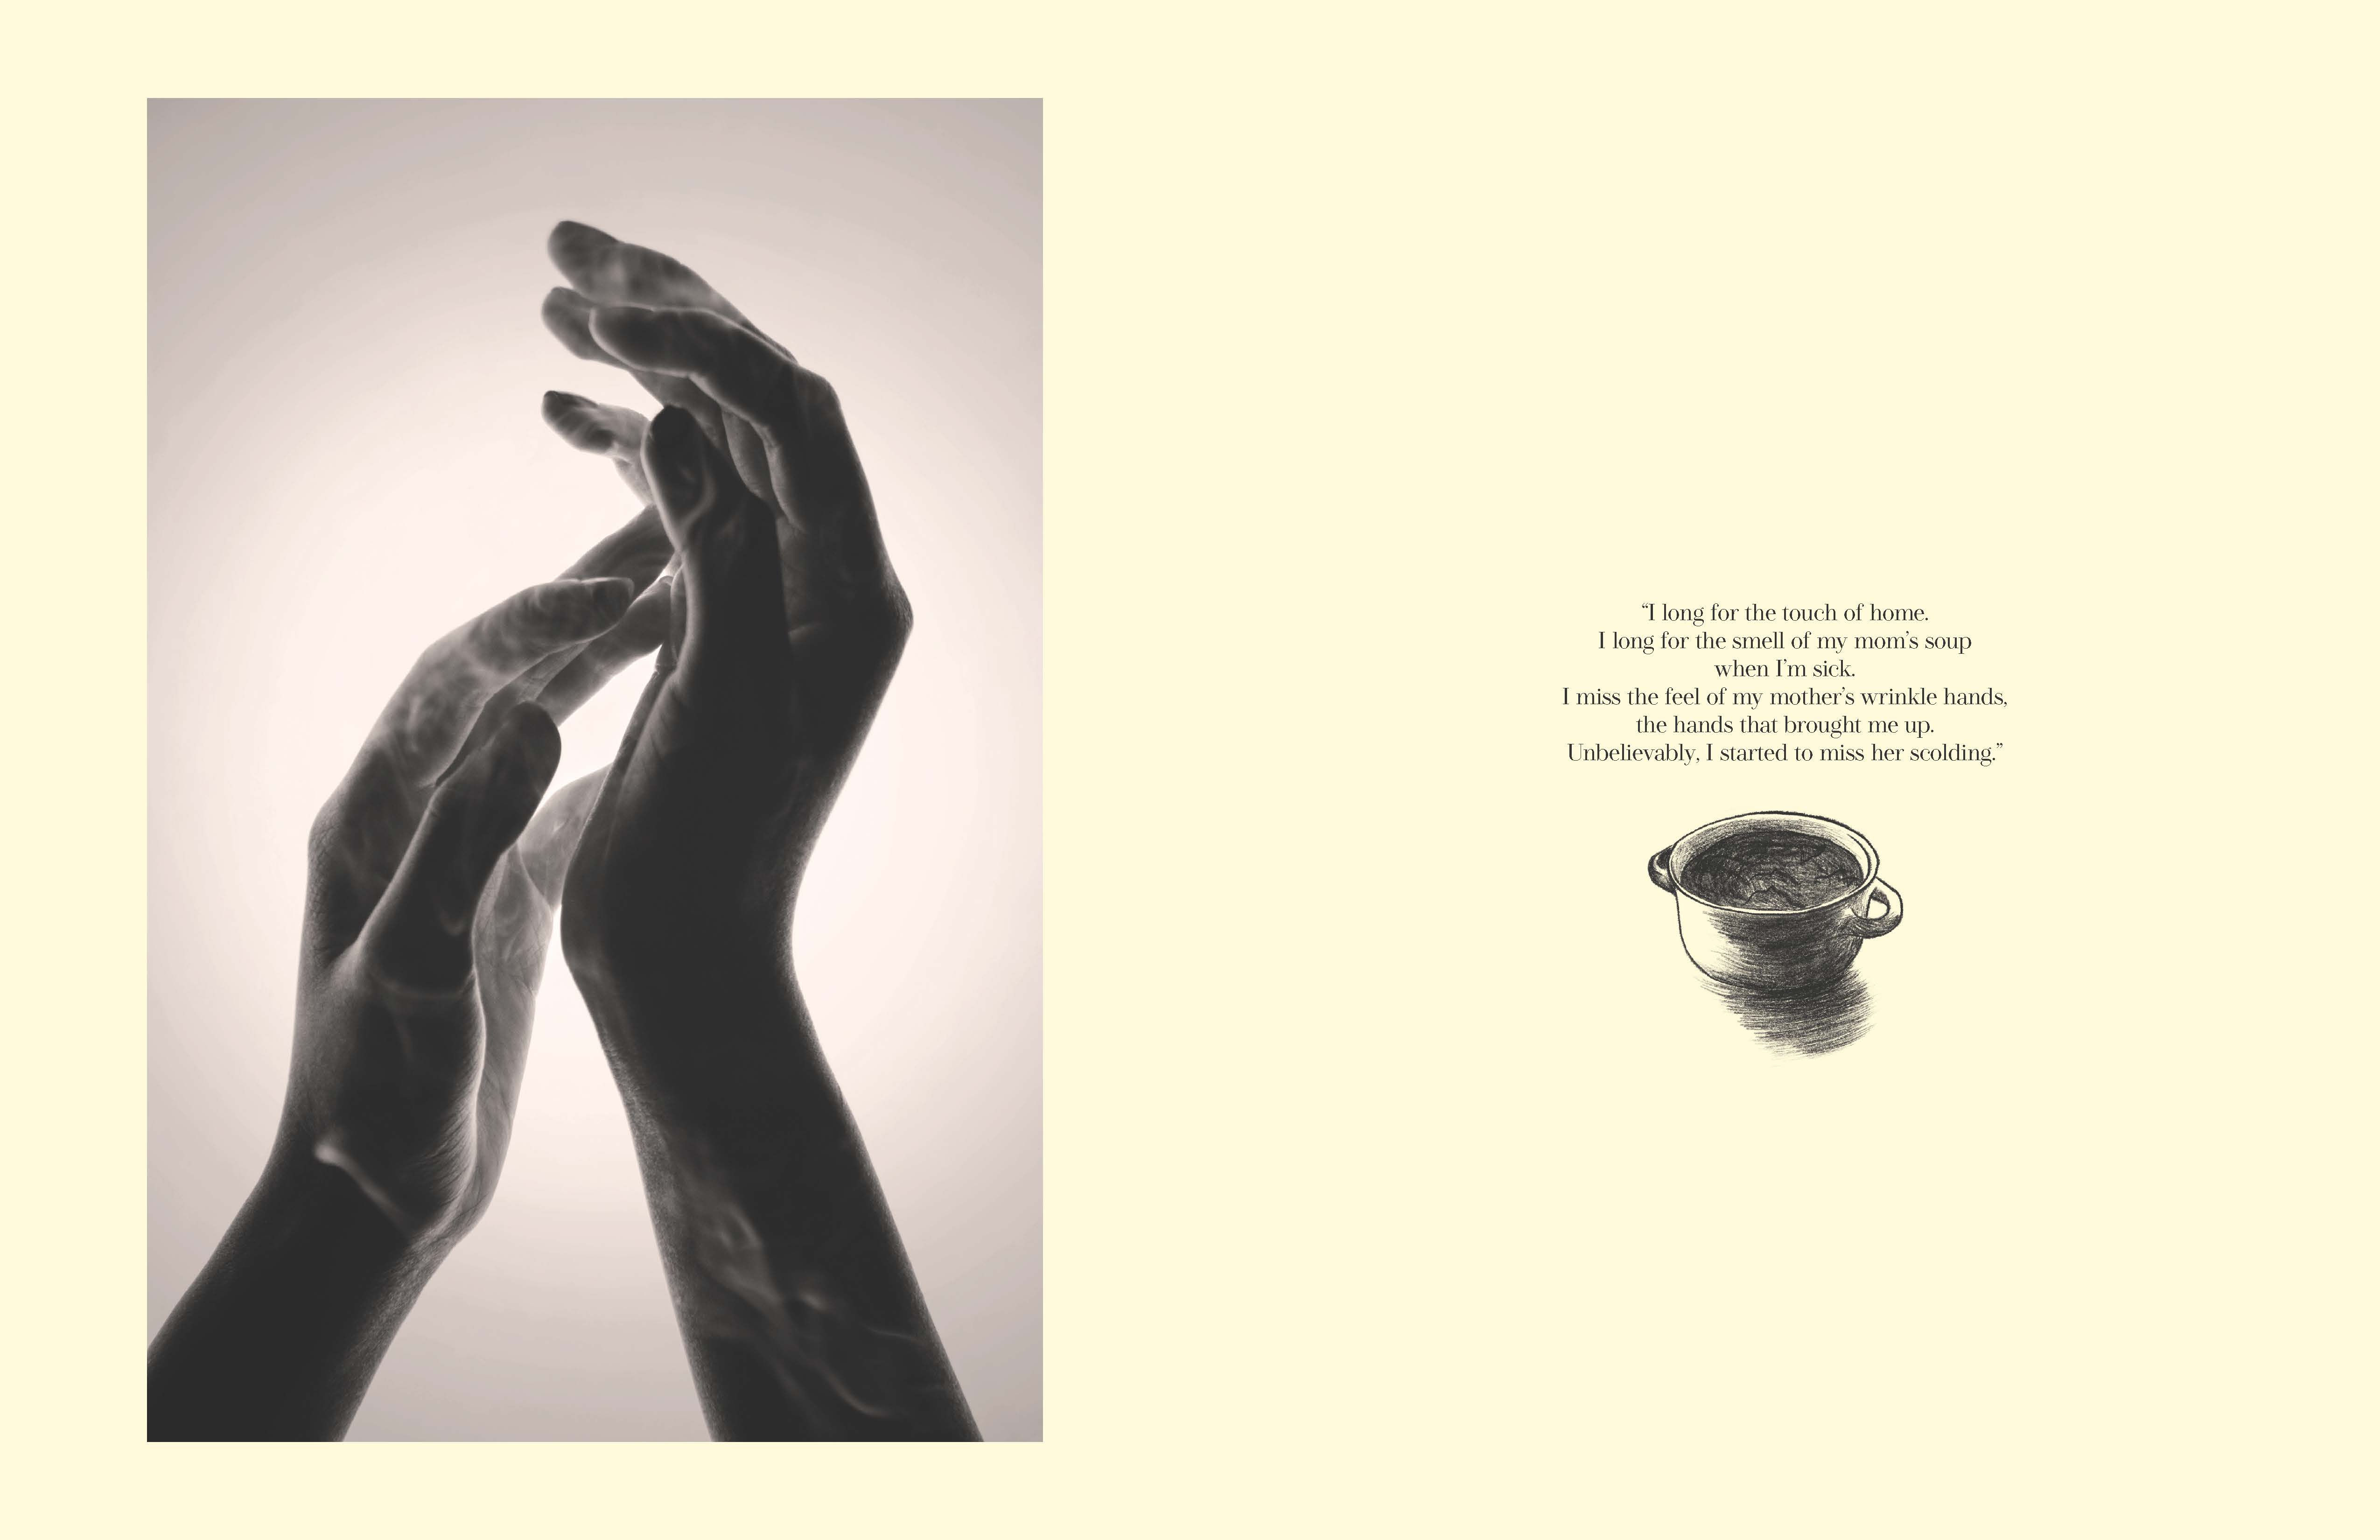 “I long for the touch of home.
I long for the smell of my mom’s soup
when I’m sick.
I miss the feel of my mother’s wrinkle hands,
the hands that brought me up.
Unbelievably, I started to miss her scolding.”